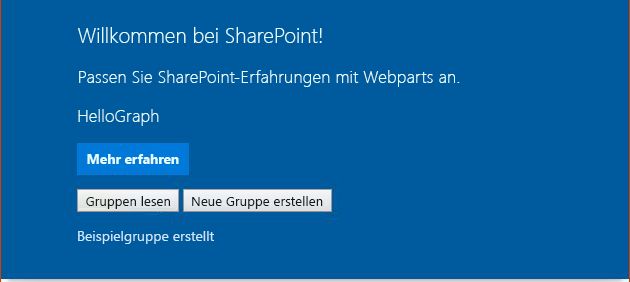 Willkommen bei SharePoint!
Passen Sie SharePoint-Erfahrungen mit Webparts an.
HelloGraph
Mehr erfahren
Gruppen lesen Neue Gruppe erstellen
Beispielgruppe erstellt